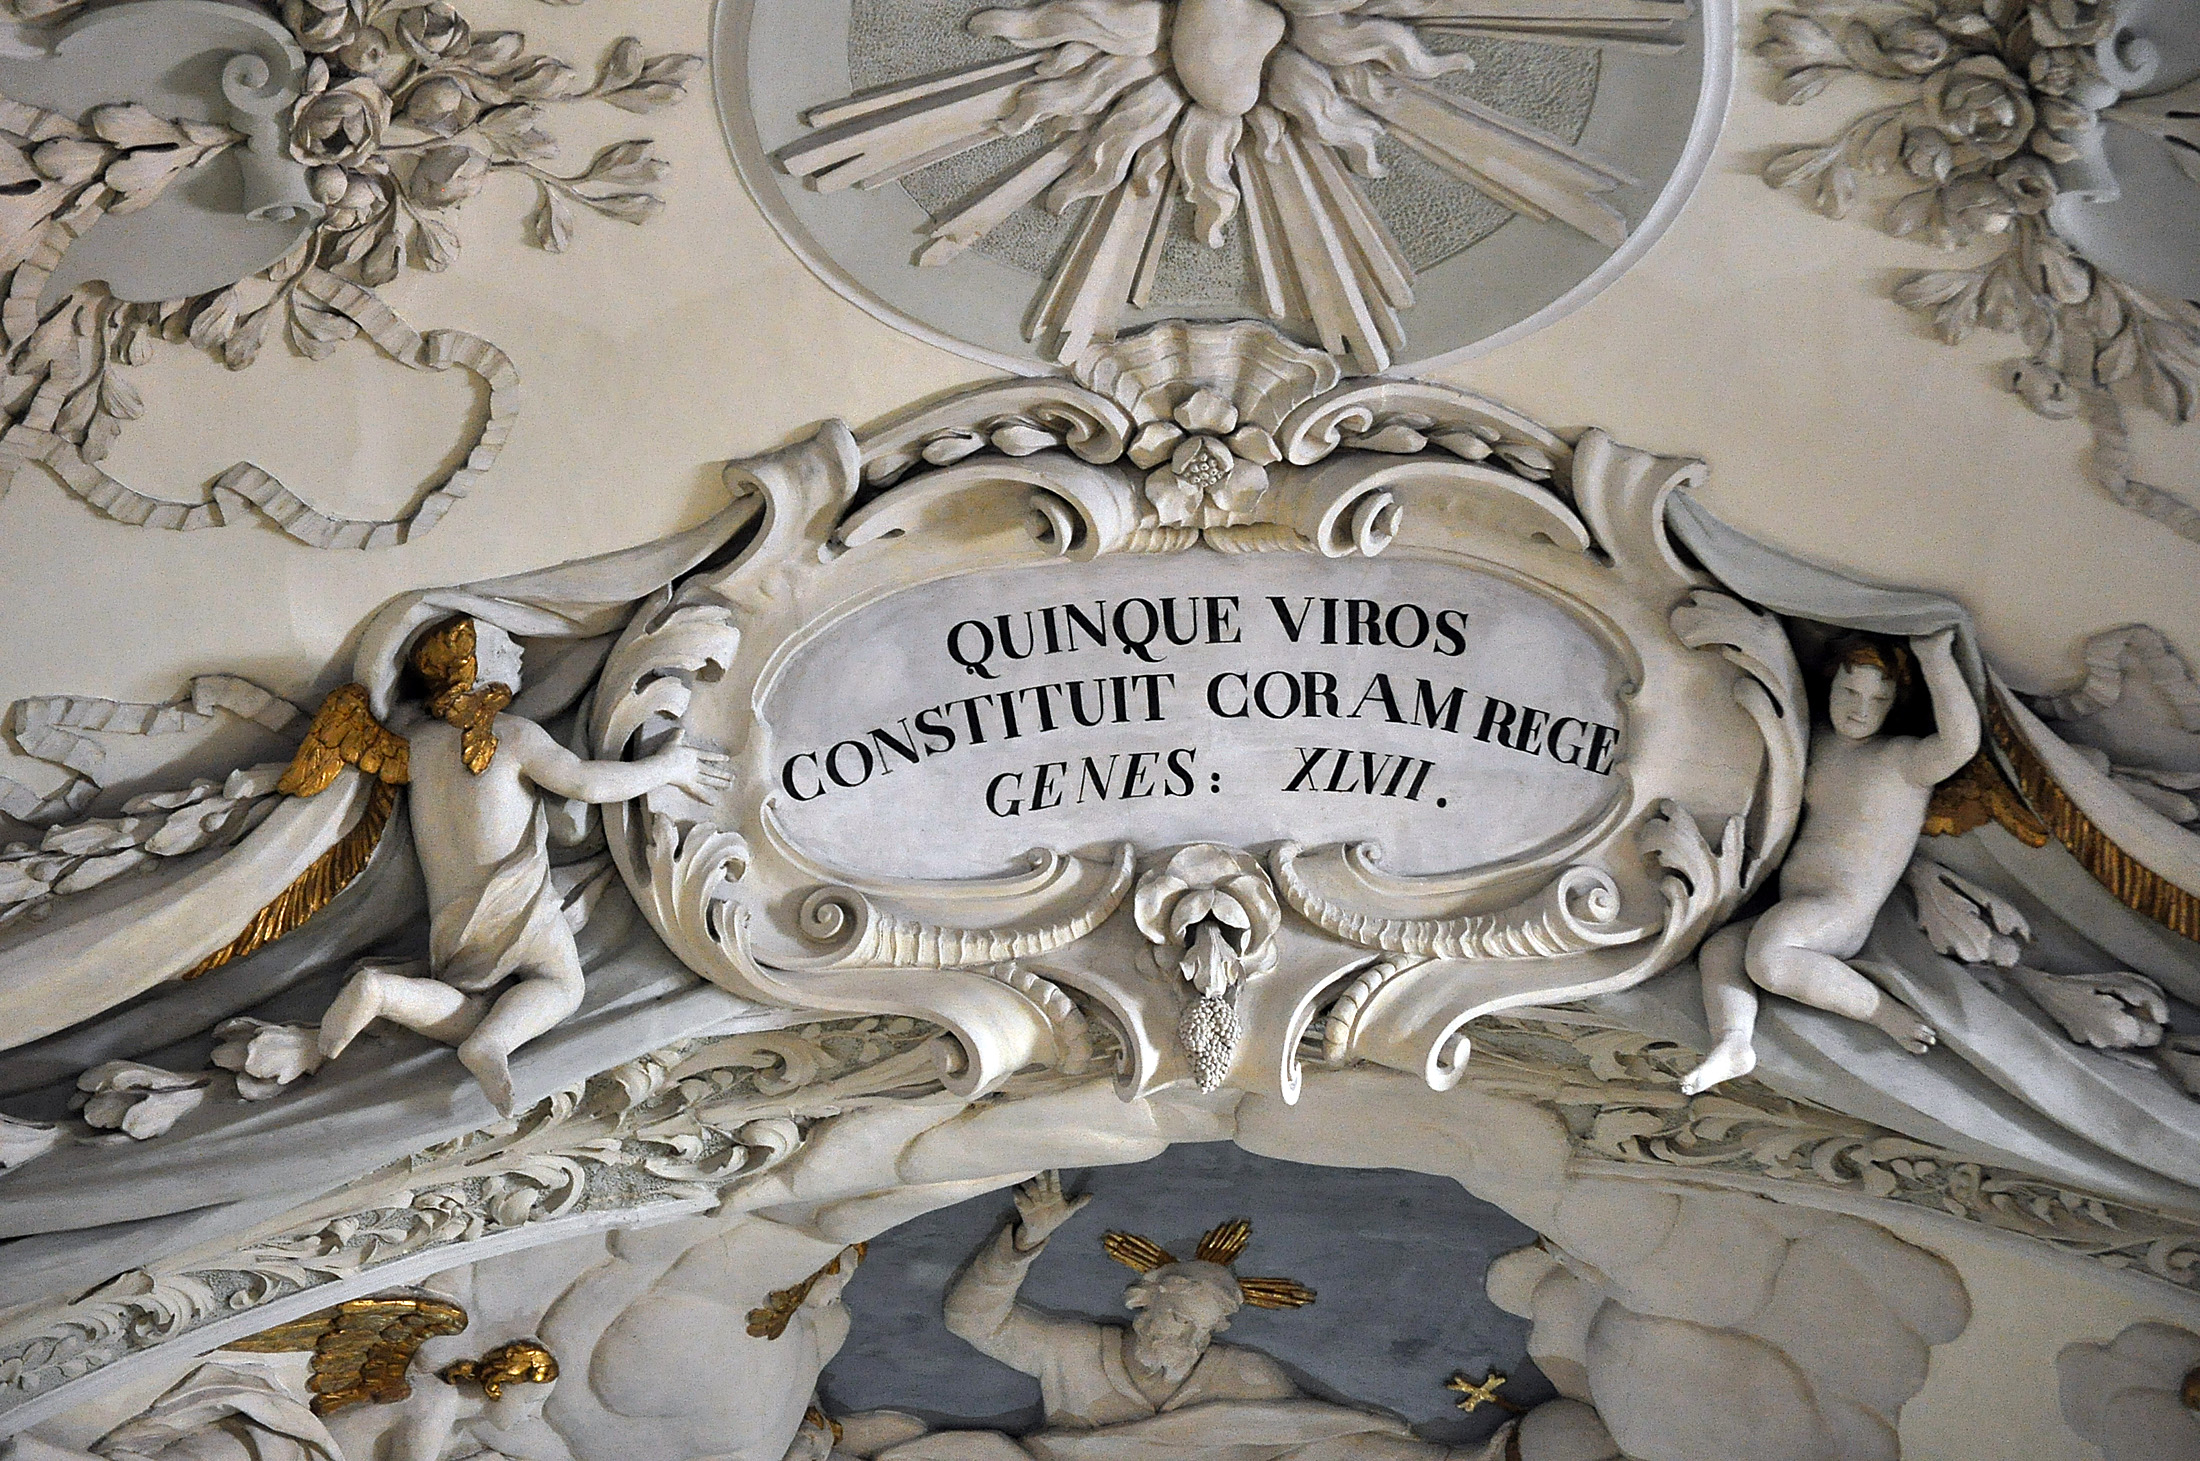 QUINQUE VIROS
CONSTITUIT CORAM REGE
GENES: XLVII.